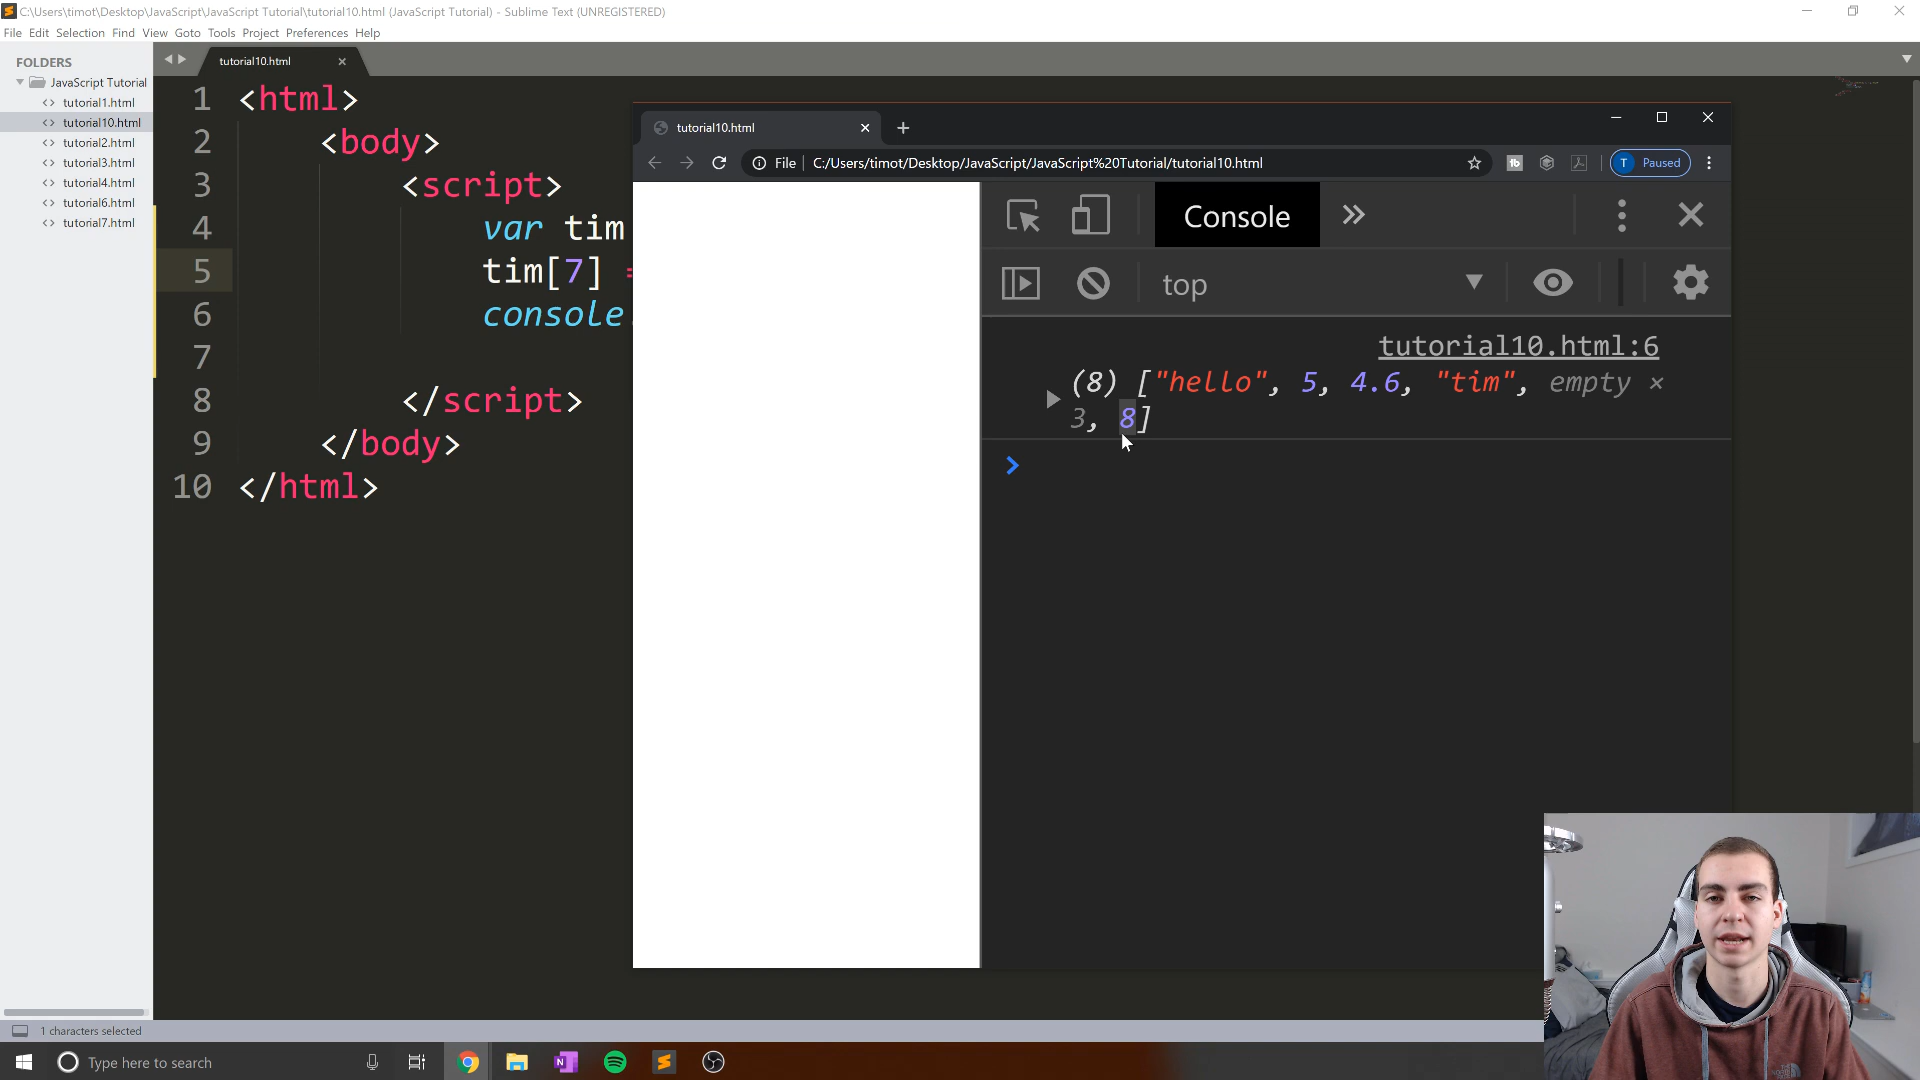 C:\Users\timot\Desktop\JavaScript\JavaScript Tutorial\tutorial10.html (JavaScript Tutorial) - Sublime Text (UNREGISTERED)
File Edit Selection Find View Goto Tools Project Preferences Help
FOLDERS
JavaScript Tutorial
tutorial1.html
tutorial10.html
tutorial2.html
tutorial3.html
tutorial4.html
tutorial6.html
tutorial7.html
tutorial10.html
1 <html>
2 <body>
3 <script>
4 var tim
5 tim[7] =
6 console.
7
8 </script>
9 </body>
10 </html>
tutorial10.html
File C:/Users/timot/Desktop/JavaScript/JavaScript%20Tutorial/tutorial10.html
T Paused
Console
top
tutorial10.html:6
(8) ["hello", 5, 4.6, "tim", empty ×
3, 8]
1 characters selected
Type here to search